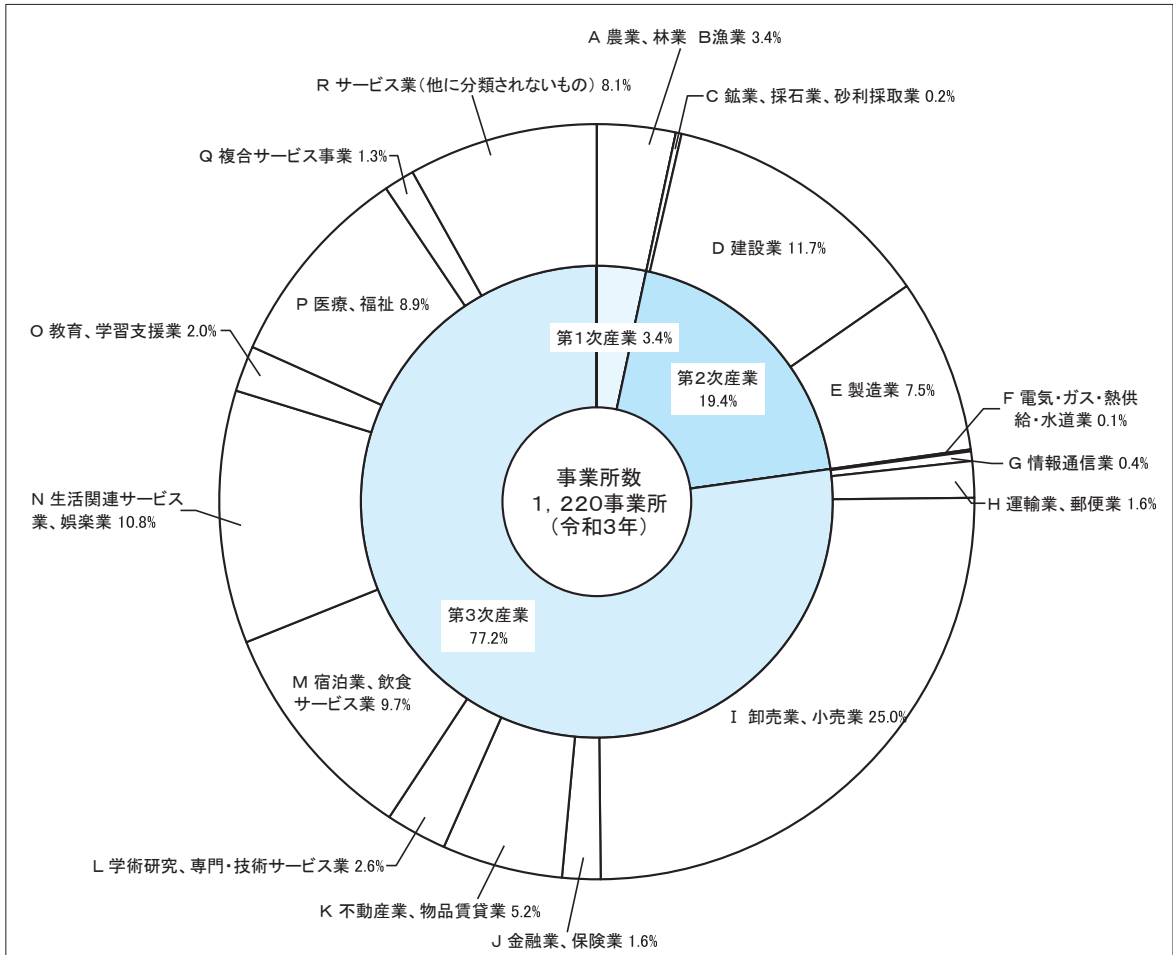 A 農業、林業 B漁業 3.4%
R サービス業(他に分類されないもの) 8.1%
C 鉱業、採石業、砂利採取業 0.2%
Q 複合サービス事業 1.3%
D 建設業 11.7%
P 医療、福祉 8.9%
O 教育、学習支援業 2.0%
第1次産業 3.4%
第2次産業
19.4%
E 製造業 7.5%
F 電気・ガス・熱供
給・水道業 0.1%
G 情報通信業 0.4%
H 運輸業、郵便業 1.6%
事業所数
1, 220事業所
(令和3年)
N 生活関連サービス
業、娯楽業 10.8%
第3次産業
77.2%
M 宿泊業、飲食
サービス業 9.7%
I 卸売業、小売業 25.0%
L 学術研究、専門・技術サービス業 2.6%
K 不動産業、物品賃貸業 5.2%
J 金融業、保険業 1.6%